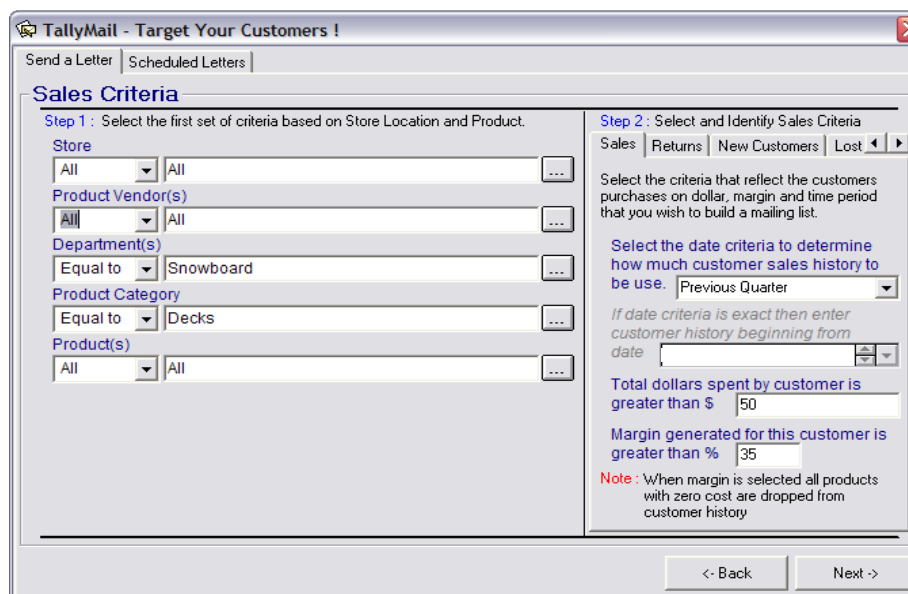 TallyMail - Target Your Customers !
Send a Letter
Scheduled Letters
Sales Criteria
Step 1 : Select the first set of criteria based on Store Location and Product.
Store
All All ...
Product Vendor(s)
All All ...
Department(s)
Equal to Snowboard ...
Product Category
Equal to Decks ...
Product(s)
All All ...
Step 2 : Select and Identify Sales Criteria
Sales Returns New Customers Lost
Select the criteria that reflect the customers
purchases on dollar, margin and time period
that you wish to build a mailing list.
Select the date criteria to determine
how much customer sales history to
be use. Previous Quarter
If date criteria is exact then enter
customer history beginning from
date
Total dollars spent by customer is
greater than $ 50
Margin generated for this customer is
greater than % 35
Note : When margin is selected all products
with zero cost are dropped from
customer history
<- Back
Next ->